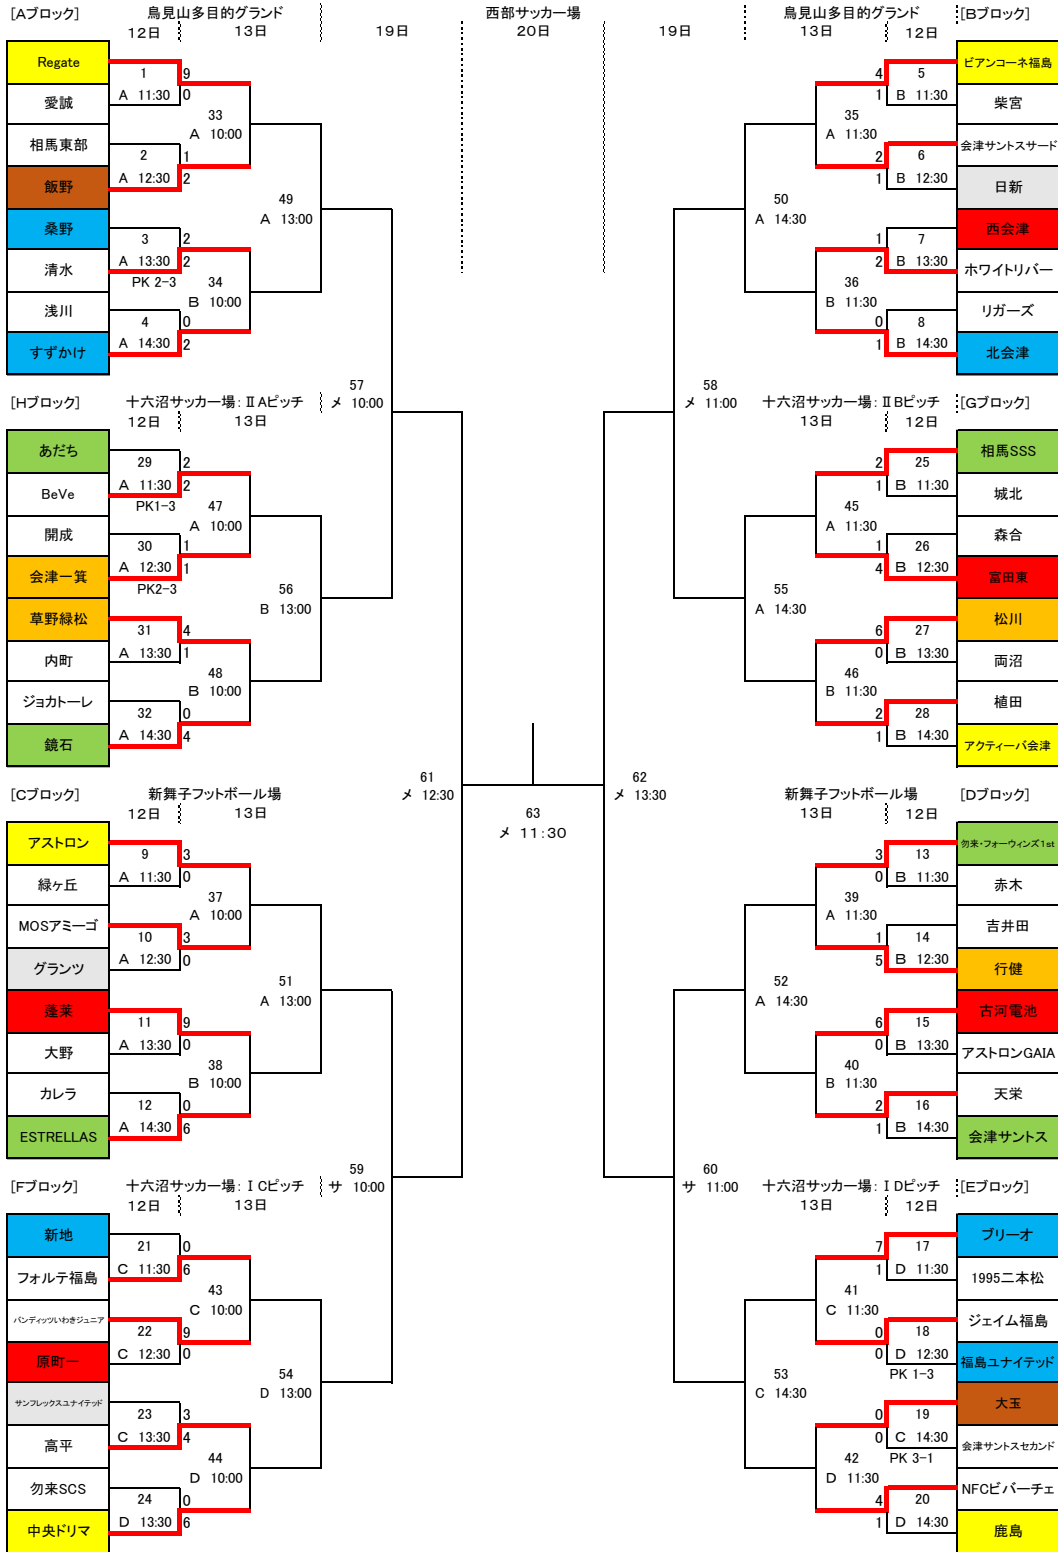 [Aブロック] 鳥見山多目的グランド 西部サッカー場 鳥見山多目的グランド [Bブロック]
12日 13日 19日 20日 19日 13日 12日
Regate
愛誠
相馬東部
飯野
桑野
清水
浅川
すずかけ
1 9
A 11:30 0
33
A 10:00
2 1
A 12:30 2
49
A 13:00
3 2
A 13:30 2
PK 2-3
34
B 10:00
4 0
A 14:30 2
ビアンコーネ福島
柴宮
会津サントスサード
日新
西会津
ホワイトリバー
リガーズ
北会津
4 5
1 B 11:30
35
A 11:30
2 6
1 B 12:30
50
A 14:30
1 7
2 B 13:30
36
B 11:30
0 8
1 B 14:30
57
メ 10:00
58
メ 11:00
[Hブロック] 十六沼サッカー場:ⅡAピッチ
12日 13日
あだち
BeVe
開成
会津一箕
草野緑松
内町
ジョカトーレ
鏡石
29 2
A 11:30 2
PK1-3
47
A 10:00
30 1
A 12:30 1
PK2-3
56
B 13:00
31 4
A 13:30 1
48
B 10:00
32 0
A 14:30 4
十六沼サッカー場:ⅡBピッチ [Gブロック]
13日 12日
相馬SSS
城北
森合
富田東
松川
両沼
植田
アクティーバ会津
2 25
1 B 11:30
45
A 11:30
1 26
4 B 12:30
55
A 14:30
6 27
0 B 13:30
46
B 11:30
2 28
1 B 14:30
61
メ 12:30
63
メ 11:30
62
メ 13:30
[Cブロック] 新舞子フットボール場
12日 13日
アストロン
緑ヶ丘
MOSアミーゴ
グランツ
蓬莱
大野
カレラ
ESTRELLAS
9 3
A 11:30 0
37
A 10:00
10 3
A 12:30 0
51
A 13:00
11 9
A 13:30 0
38
B 10:00
12 0
A 14:30 6
新舞子フットボール場 [Dブロック]
13日 12日
勿来・フォーウィンズ1st
赤木
吉井田
行健
古河電池
アストロンGAIA
天栄
会津サントス
3 13
0 B 11:30
39
A 11:30
1 14
5 B 12:30
52
A 14:30
6 15
0 B 13:30
40
B 11:30
2 16
1 B 14:30
59
サ 10:00
60
サ 11:00
[Fブロック] 十六沼サッカー場:ⅠCピッチ
12日 13日
新地
フォルテ福島
バンディッツいわきジュニア
原町一
サンフレックスユナイテッド
高平
勿来SCS
中央ドリマ
21 0
C 11:30 6
43
C 10:00
22 9
C 12:30 0
54
D 13:00
23 3
C 13:30 4
44
D 10:00
24 0
D 13:30 6
十六沼サッカー場:ⅠDピッチ [Eブロック]
13日 12日
ブリーオ
1995二本松
ジェイム福島
福島ユナイテッド
大玉
会津サントスセカンド
NFCビバーチェ
鹿島
7 17
1 D 11:30
41
C 11:30
0 18
0 D 12:30
PK 1-3
53
C 14:30
0 19
0 C 14:30
PK 3-1
42
D 11:30
4 20
1 D 14:30